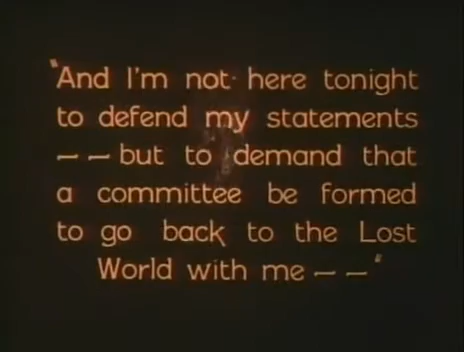 "And I'm not here tonight
to defend my statements
— — but to demand that
a committee be formed
to go back to the Lost
World with me — — "